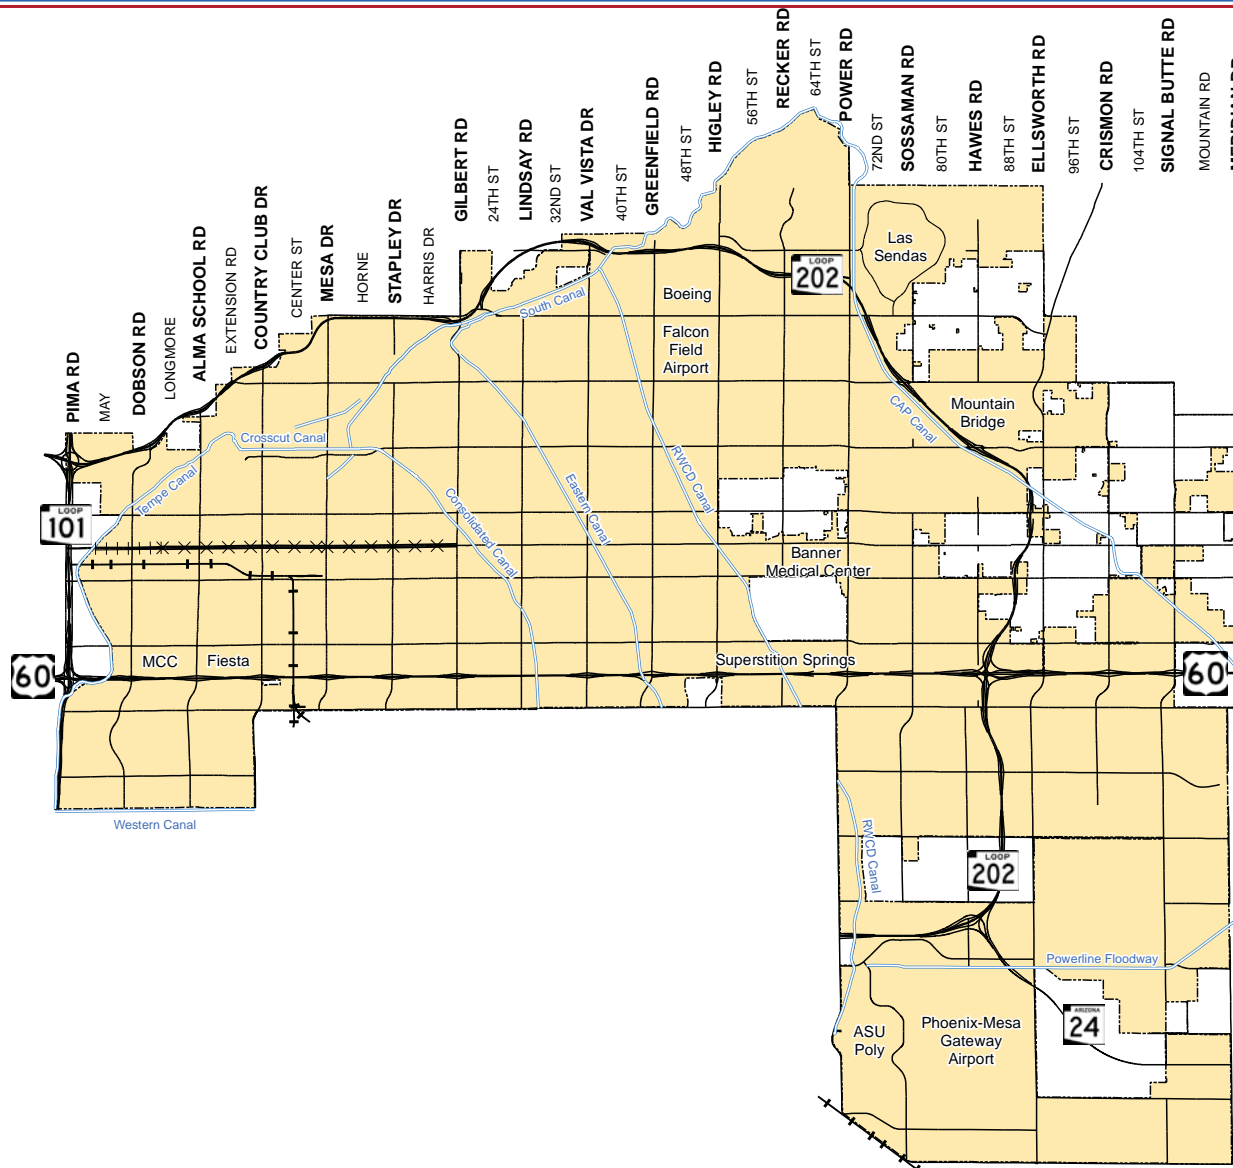 PIMA RD
MAY
DOBSON RD
LONGMORE
ALMA SCHOOL RD
EXTENSION RD
COUNTRY CLUB DR
CENTER ST
MESA DR
HORNE
STAPLEY DR
HARRIS DR
GILBERT RD
24TH ST
LINDSAY RD
32ND ST
VAL VISTA DR
40TH ST
GREENFIELD RD
48TH ST
HIGLEY RD
56TH ST
RECKER RD
64TH ST
POWER RD
72ND ST
SOSSAMAN RD
80TH ST
HAWES RD
88TH ST
ELLSWORTH RD
96TH ST
CRISMON RD
104TH ST
SIGNAL BUTTE RD
MOUNTAIN RD
Las
Sendas
LOOP
202
Boeing
South Canal
Falcon
Field
Airport
Mountain
Bridge
CAP Canal
Crosscut Canal
Tempe Canal
RWCD Canal
Eastern Canal
Consolidated Canal
LOOP
101
Banner
Medical Center
60
MCC
Fiesta
Superstition Springs
60
Western Canal
RWCD Canal
LOOP
202
Powerline Floodway
ASU
Poly
Phoenix-Mesa
Gateway
Airport
ARIZONA
24